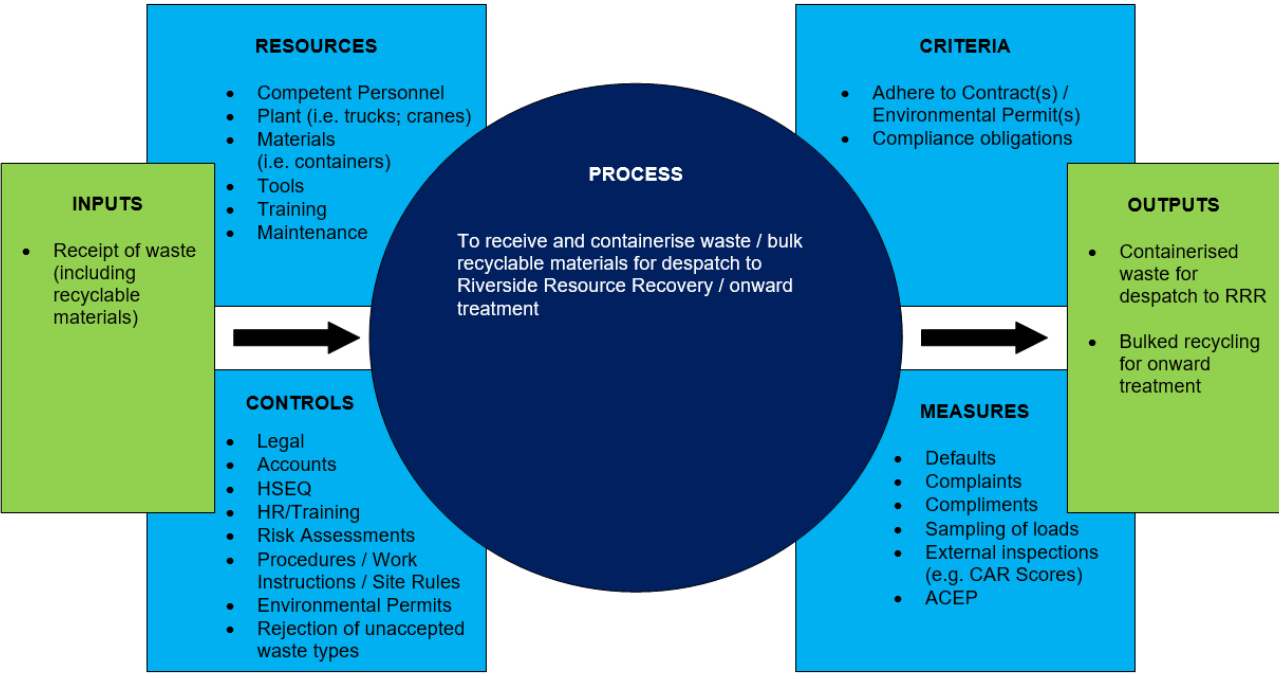 RESOURCES
• Competent Personnel
• Plant (i.e. trucks; cranes)
• Materials
(i.e. containers)
• Tools
• Training
• Maintenance
CRITERIA
• Adhere to Contract(s) /
Environmental Permit(s)
• Compliance obligations
INPUTS
• Receipt of waste
(including
recyclable
materials)
PROCESS
To receive and containerise waste / bulk
recyclable materials for despatch to
Riverside Resource Recovery / onward
treatment
OUTPUTS
• Containerised
waste for
despatch to RRR
• Bulked recycling
for onward
treatment
CONTROLS
• Legal
• Accounts
• HSEQ
• HR/Training
• Risk Assessments
• Procedures / Work
Instructions / Site Rules
• Environmental Permits
• Rejection of unaccepted
waste types
MEASURES
• Defaults
• Complaints
• Compliments
• Sampling of loads
• External inspections
(e.g. CAR Scores)
• ACEP